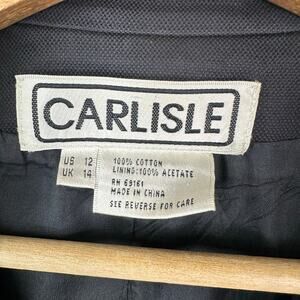 CARLISLE
US 12
UK 14
100% COTTON
LINING: 100% ACETATE
RN 69161
MADE IN CHINA
SEE REVERSE FOR CARE